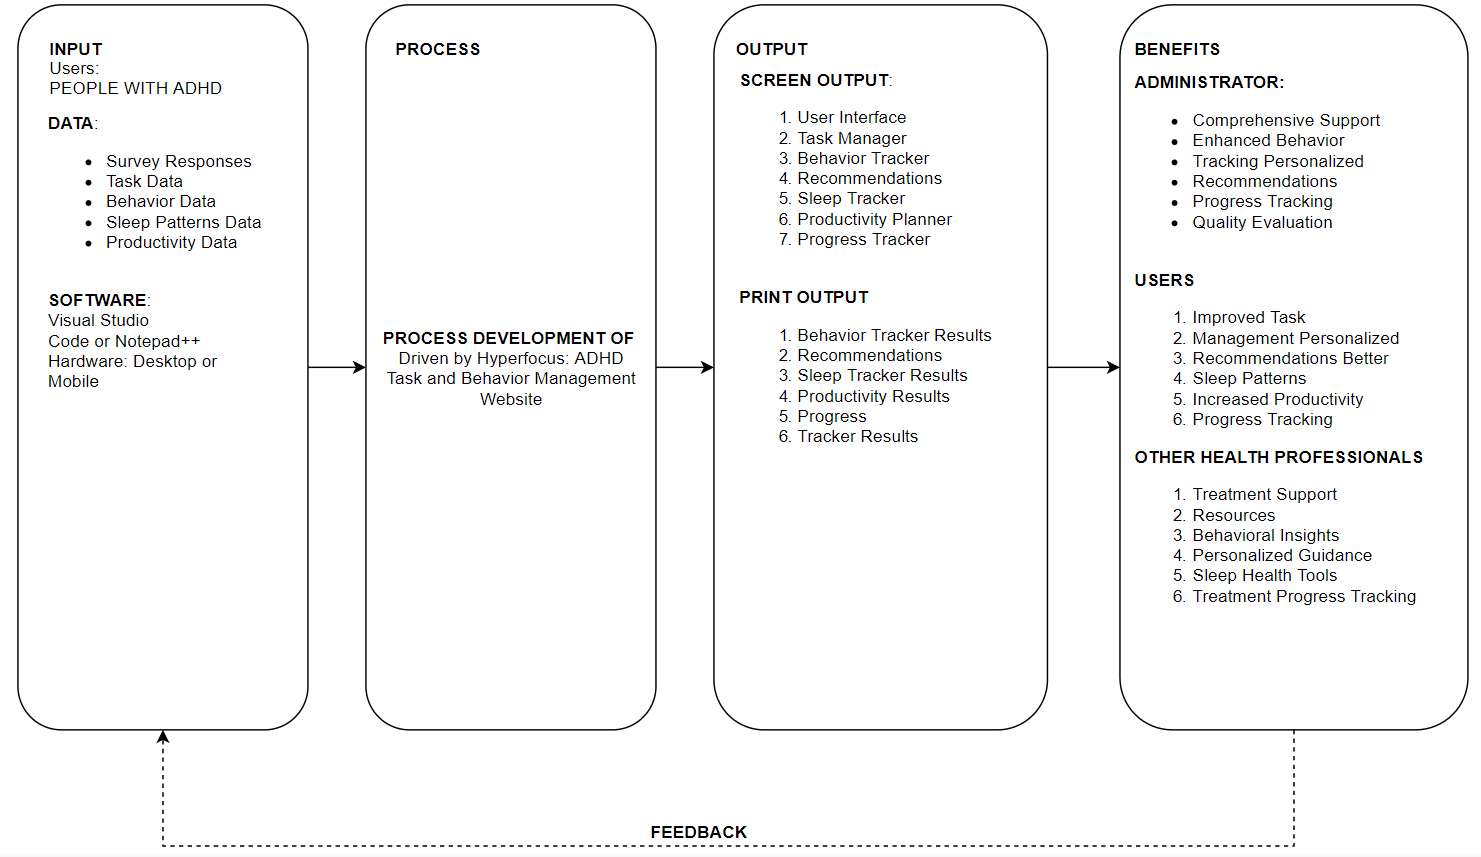 INPUT
Users:
PEOPLE WITH ADHD
DATA:
Survey Responses
Task Data
Behavior Data
Sleep Patterns Data
Productivity Data
SOFTWARE:
Visual Studio
Code or Notepad++
Hardware: Desktop or
Mobile
PROCESS
PROCESS DEVELOPMENT OF
Driven by Hyperfocus: ADHD
Task and Behavior Management
Website
OUTPUT
SCREEN OUTPUT:
1. User Interface
2. Task Manager
3. Behavior Tracker
4. Recommendations
5. Sleep Tracker
6. Productivity Planner
7. Progress Tracker
PRINT OUTPUT
1. Behavior Tracker Results
2. Recommendations
3. Sleep Tracker Results
4. Productivity Results
5. Progress
6. Tracker Results
BENEFITS
ADMINISTRATOR:
Comprehensive Support
Enhanced Behavior
Tracking Personalized
Recommendations
Progress Tracking
Quality Evaluation
USERS
1. Improved Task
2. Management Personalized
3. Recommendations Better
4. Sleep Patterns
5. Increased Productivity
6. Progress Tracking
OTHER HEALTH PROFESSIONALS
1. Treatment Support
2. Resources
3. Behavioral Insights
4. Personalized Guidance
5. Sleep Health Tools
6. Treatment Progress Tracking
FEEDBACK